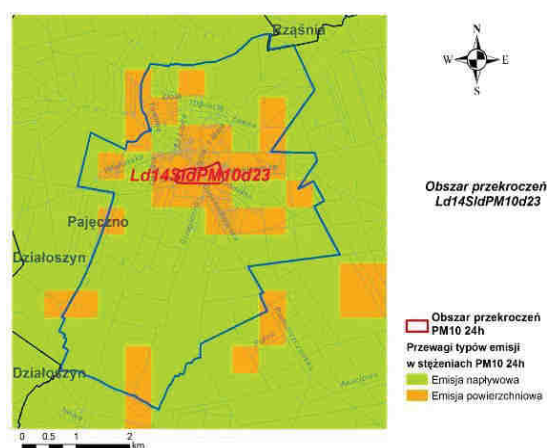 Rząśnia
N
W E
S
Ld14SldPM10d23
Obszar przekroczeń
Ld14SldPM10d23
Pajęczno
Działoszyn
Działoszyn
Obszar przekroczeń
PM10 24h
Przewagi typów emisji
w stężeniach PM10 24h
Emisja napływowa
Emisja powierzchniowa
0 0.5 1 2
km